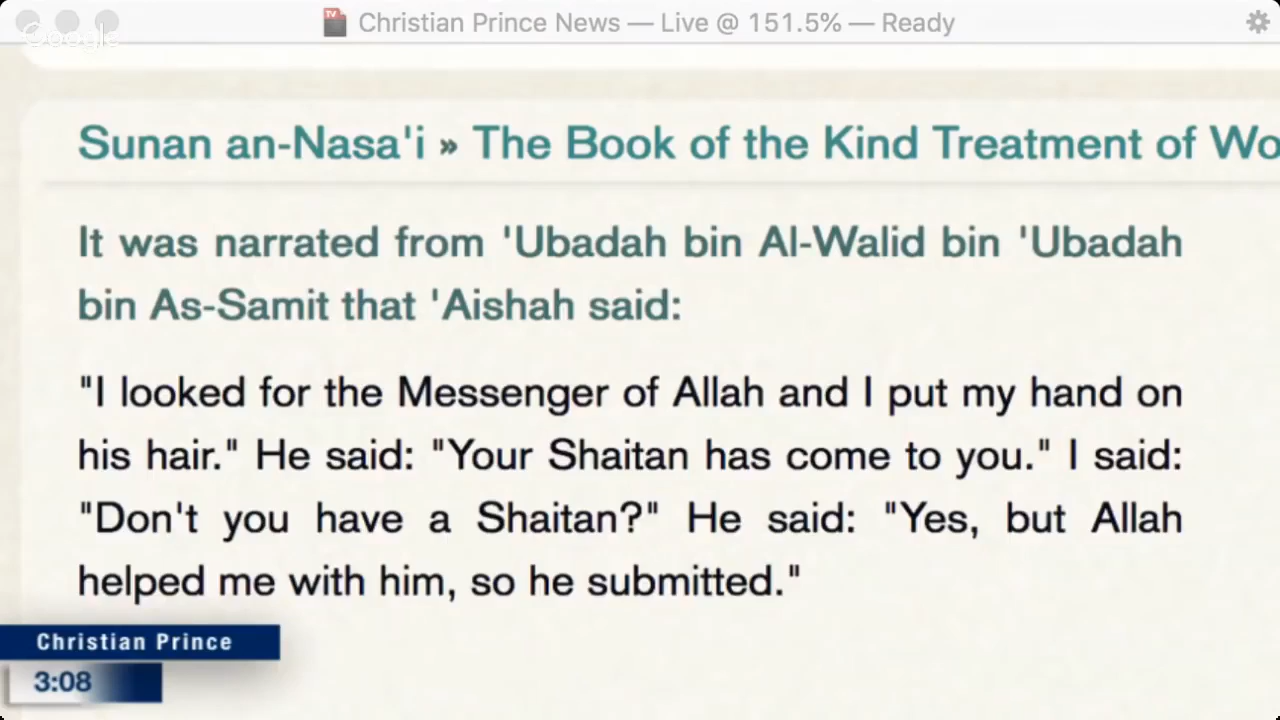 Christian Prince News — Live @ 151.5% — Ready
Google
TV
Sunan an-Nasa'i » The Book of the Kind Treatment of Wo
It was narrated from 'Ubadah bin Al-Walid bin 'Ubadah
bin As-Samit that 'Aishah said:
"I looked for the Messenger of Allah and I put my hand on
his hair." He said: "Your Shaitan has come to you." I said:
"Don't you have a Shaitan?" He said: "Yes, but Allah
helped me with him, so he submitted."
Christian Prince
3:08